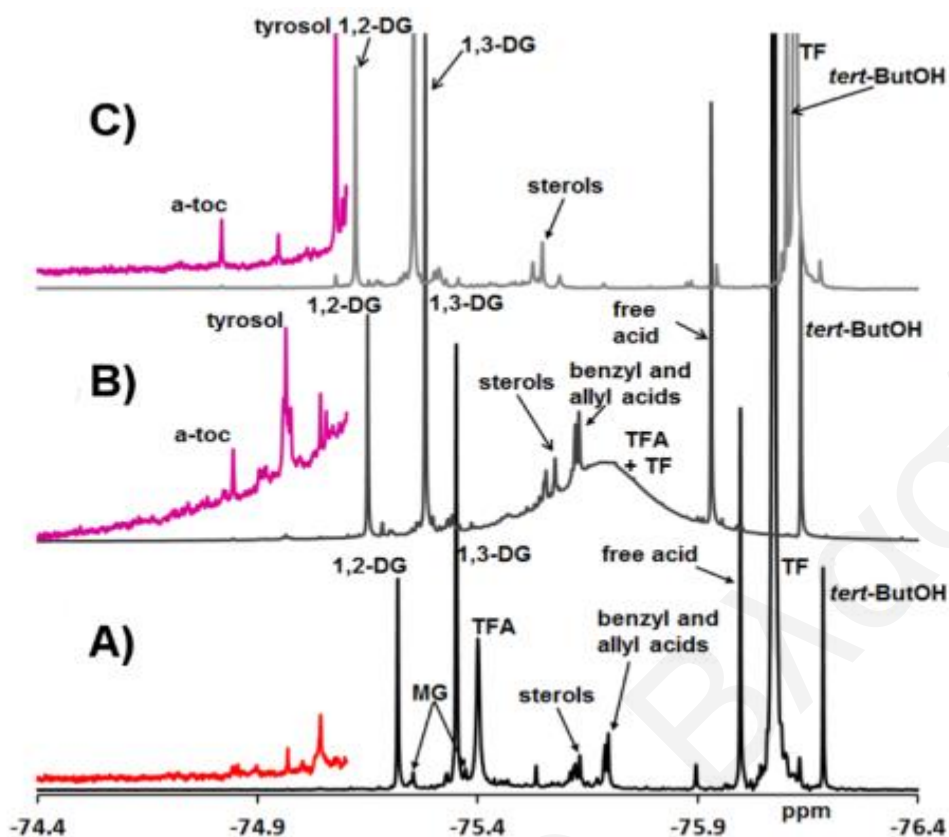 tyrosol 1,2-DG
1,3-DG
TF
tert-ButOH
C)
sterols
a-toc
1,2-DG
1,3-DG
free
acid
tert-ButOH
tyrosol
B)
benzyl and
allyl acids
sterols
TFA
+ TF
a-toc
1,2-DG
1,3-DG
free acid
TF
tert-ButOH
TFA
benzyl and
allyl acids
A)
MG
sterols
ppm
-74.4 -74.9 -75.4 -75.9 -76.4